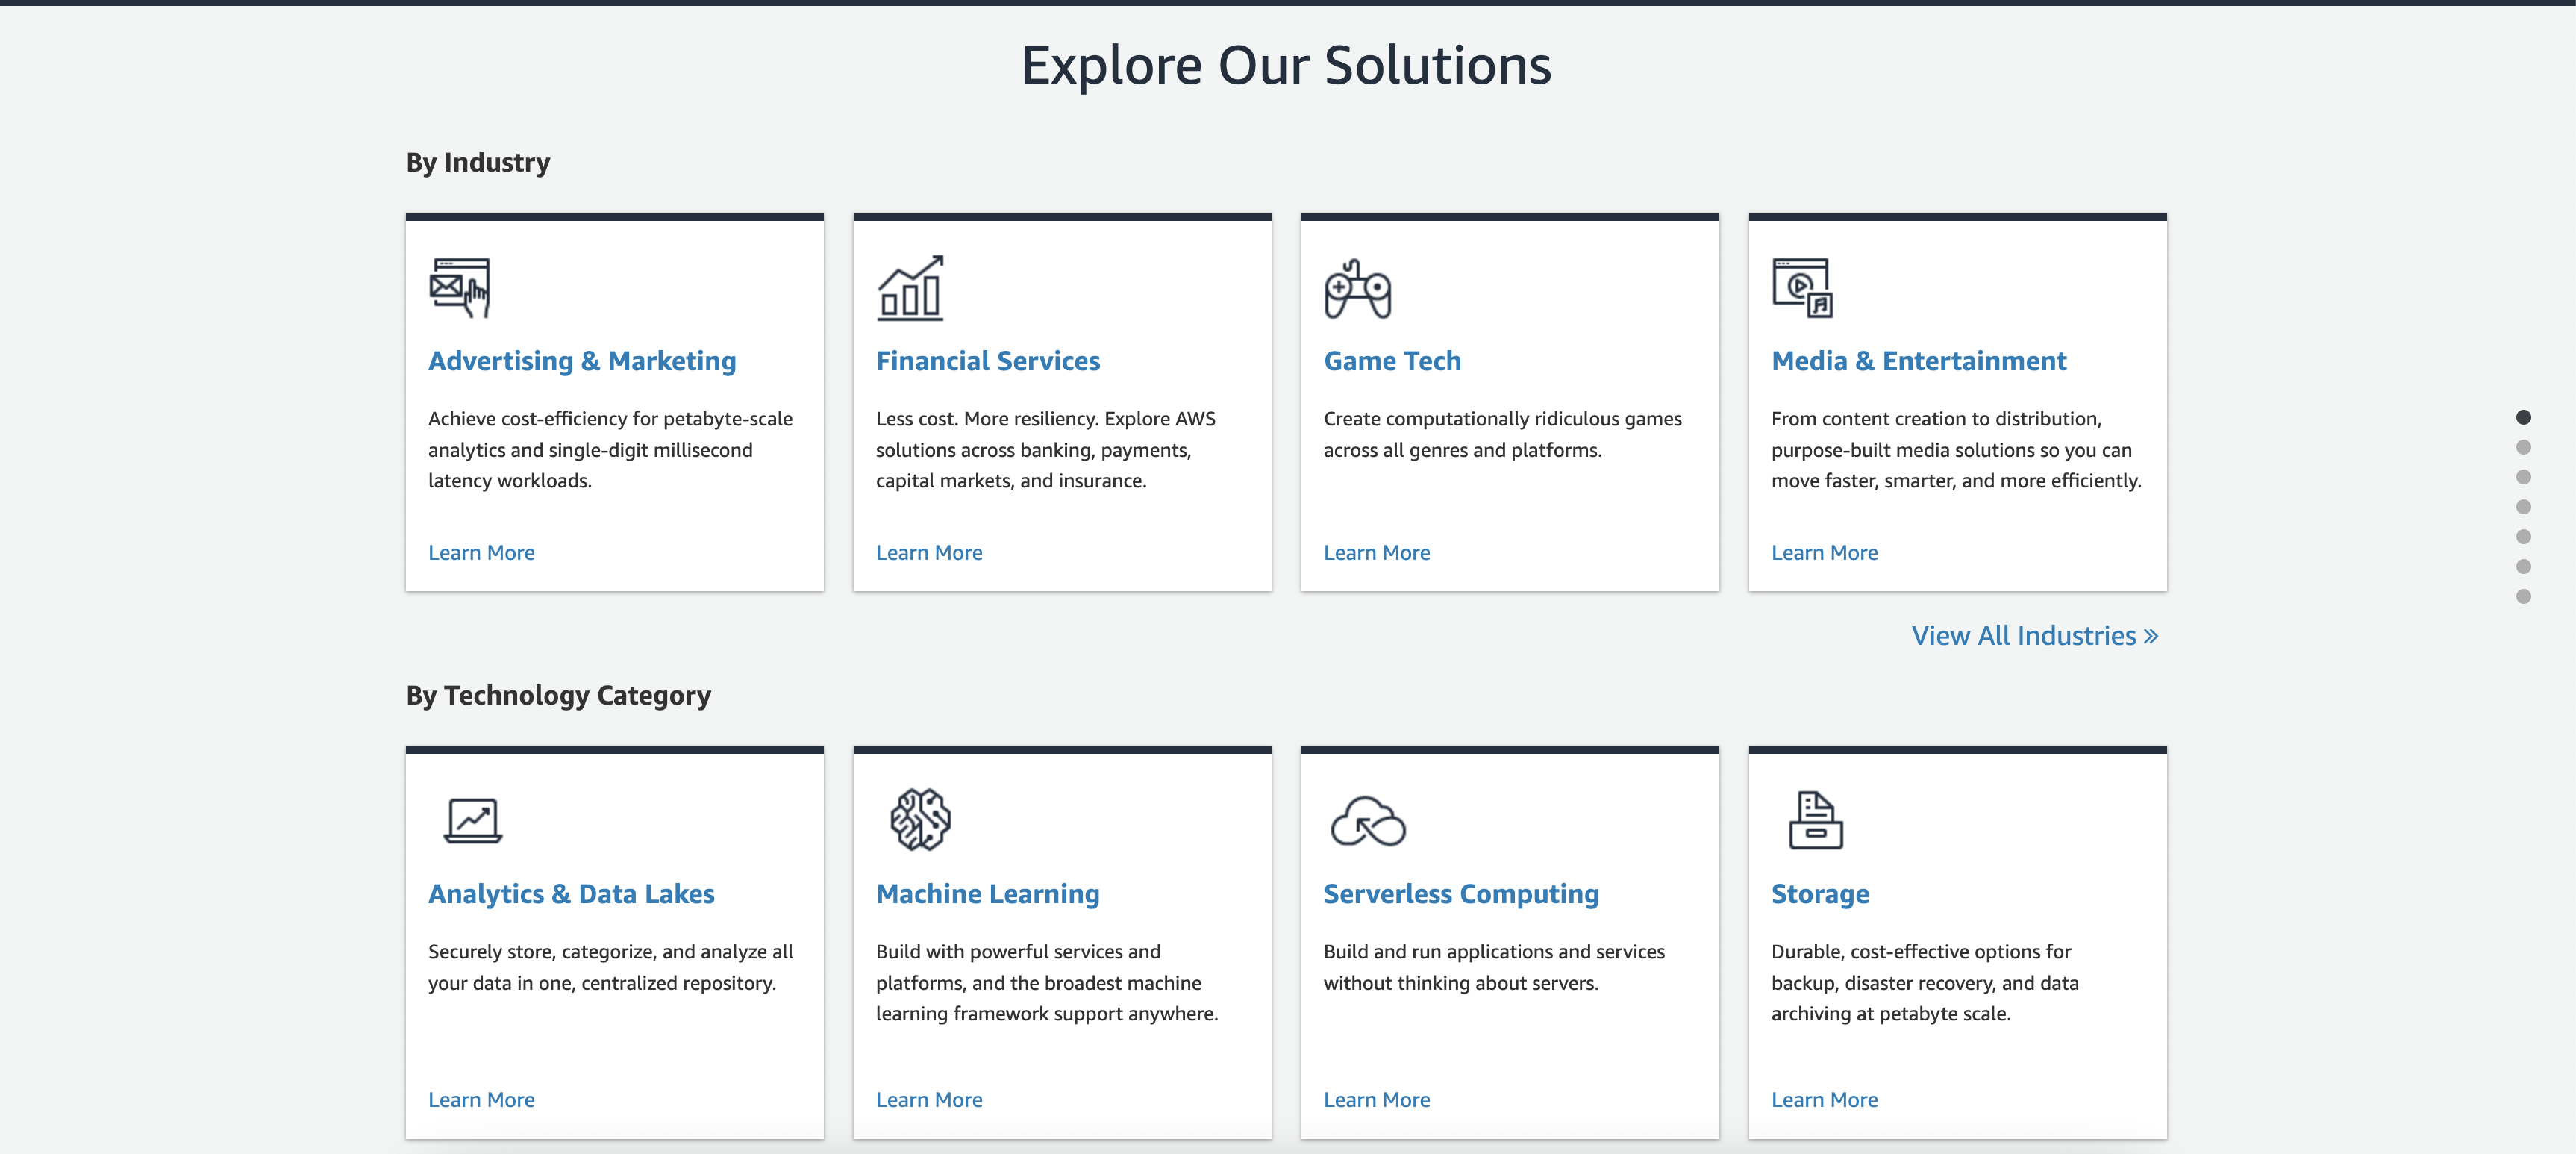 Explore Our Solutions
By Industry
Advertising & Marketing
Achieve cost-efficiency for petabyte-scale
analytics and single-digit millisecond
latency workloads.
Learn More
Financial Services
Less cost. More resiliency. Explore AWS
solutions across banking, payments,
capital markets, and insurance.
Learn More
Game Tech
Create computationally ridiculous games
across all genres and platforms.
Learn More
Media & Entertainment
From content creation to distribution,
purpose-built media solutions so you can
move faster, smarter, and more efficiently.
Learn More
View All Industries »
By Technology Category
Analytics & Data Lakes
Securely store, categorize, and analyze all
your data in one, centralized repository.
Learn More
Machine Learning
Build with powerful services and
platforms, and the broadest machine
learning framework support anywhere.
Learn More
Serverless Computing
Build and run applications and services
without thinking about servers.
Learn More
Storage
Durable, cost-effective options for
backup, disaster recovery, and data
archiving at petabyte scale.
Learn More